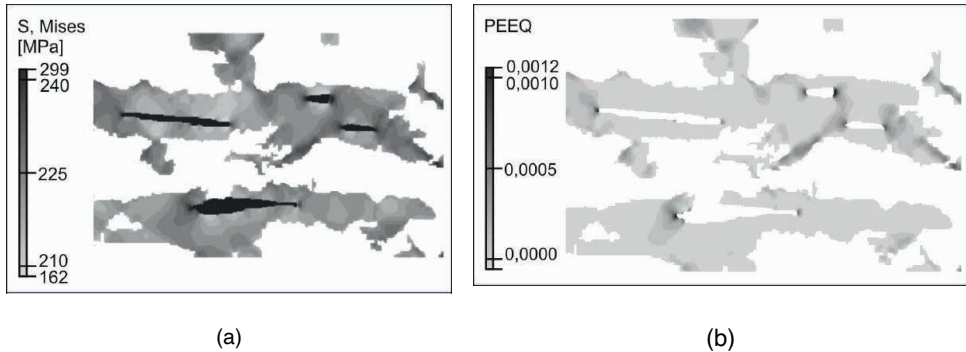 S, Mises
[MPa]
299
240
225
210
162
PEEQ
0,0012
0,0010
0,0005
0,0000
(a)
(b)